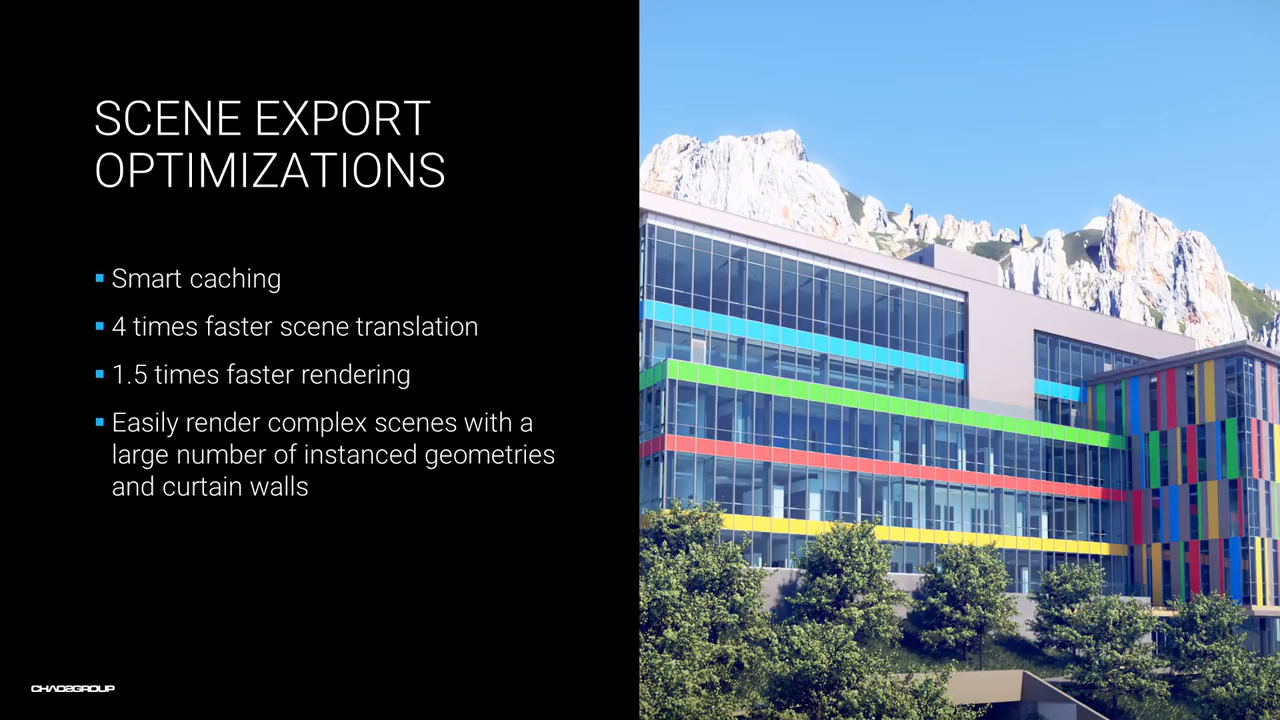 SCENE EXPORT
OPTIMIZATIONS
Smart caching
4 times faster scene translation
1.5 times faster rendering
Easily render complex scenes with a
large number of instanced geometries
and curtain walls
CHAOSGROUP